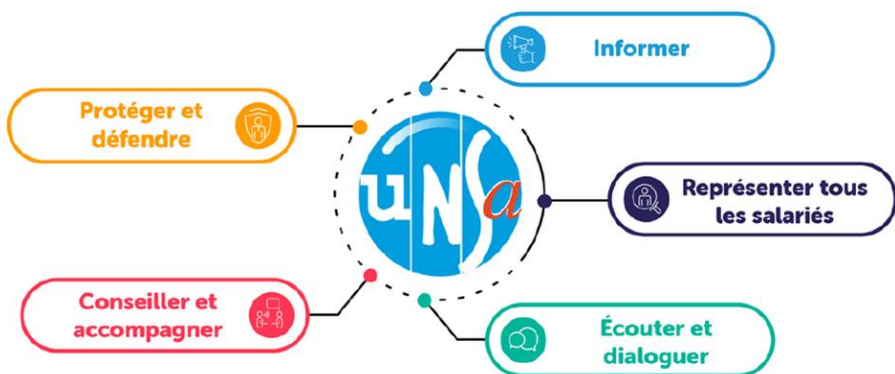 Informer
Protéger et
défendre
uNSa
Représenter tous
les salariés
Conseiller et
accompagner
Écouter et
dialoguer